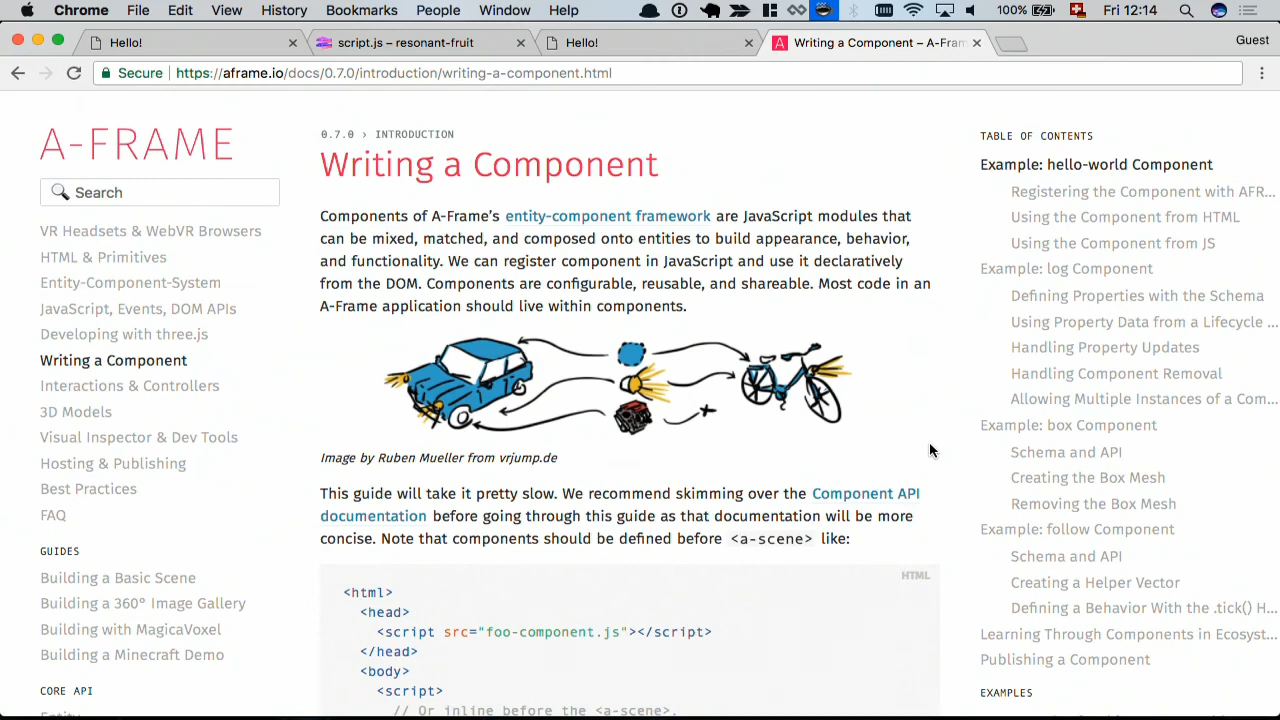 Chrome File Edit View History Bookmarks People Window Help 100% Fri 12:14
Hello!
script.js – resonant-fruit
Hello!
Writing a Component – A-Fram
Guest
Secure https://aframe.io/docs/0.7.0/introduction/writing-a-component.html
A-FRAME
Search
VR Headsets & WebVR Browsers
HTML & Primitives
Entity-Component-System
JavaScript, Events, DOM APIs
Developing with three.js
Writing a Component
Interactions & Controllers
3D Models
Visual Inspector & Dev Tools
Hosting & Publishing
Best Practices
FAQ
GUIDES
Building a Basic Scene
Building a 360° Image Gallery
Building with MagicaVoxel
Building a Minecraft Demo
CORE API
0.7.0 › INTRODUCTION
Writing a Component
Components of A-Frame’s entity-component framework are JavaScript modules that
can be mixed, matched, and composed onto entities to build appearance, behavior,
and functionality. We can register component in JavaScript and use it declaratively
from the DOM. Components are configurable, reusable, and shareable. Most code in an
A-Frame application should live within components.
Image by Ruben Mueller from vrjump.de
This guide will take it pretty slow. We recommend skimming over the Component API
documentation before going through this guide as that documentation will be more
concise. Note that components should be defined before <a-scene> like:
HTML
<html>
<head>
<script src="foo-component.js"></script>
</head>
<body>
<script>
// Or inline before the <a-scene>.
TABLE OF CONTENTS
Example: hello-world Component
Registering the Component with AFR...
Using the Component from HTML
Using the Component from JS
Example: log Component
Defining Properties with the Schema
Using Property Data from a Lifecycle ...
Handling Property Updates
Handling Component Removal
Allowing Multiple Instances of a Com...
Example: box Component
Schema and API
Creating the Box Mesh
Removing the Box Mesh
Example: follow Component
Schema and API
Creating a Helper Vector
Defining a Behavior With the .tick() H...
Learning Through Components in Ecosyst...
Publishing a Component
EXAMPLES